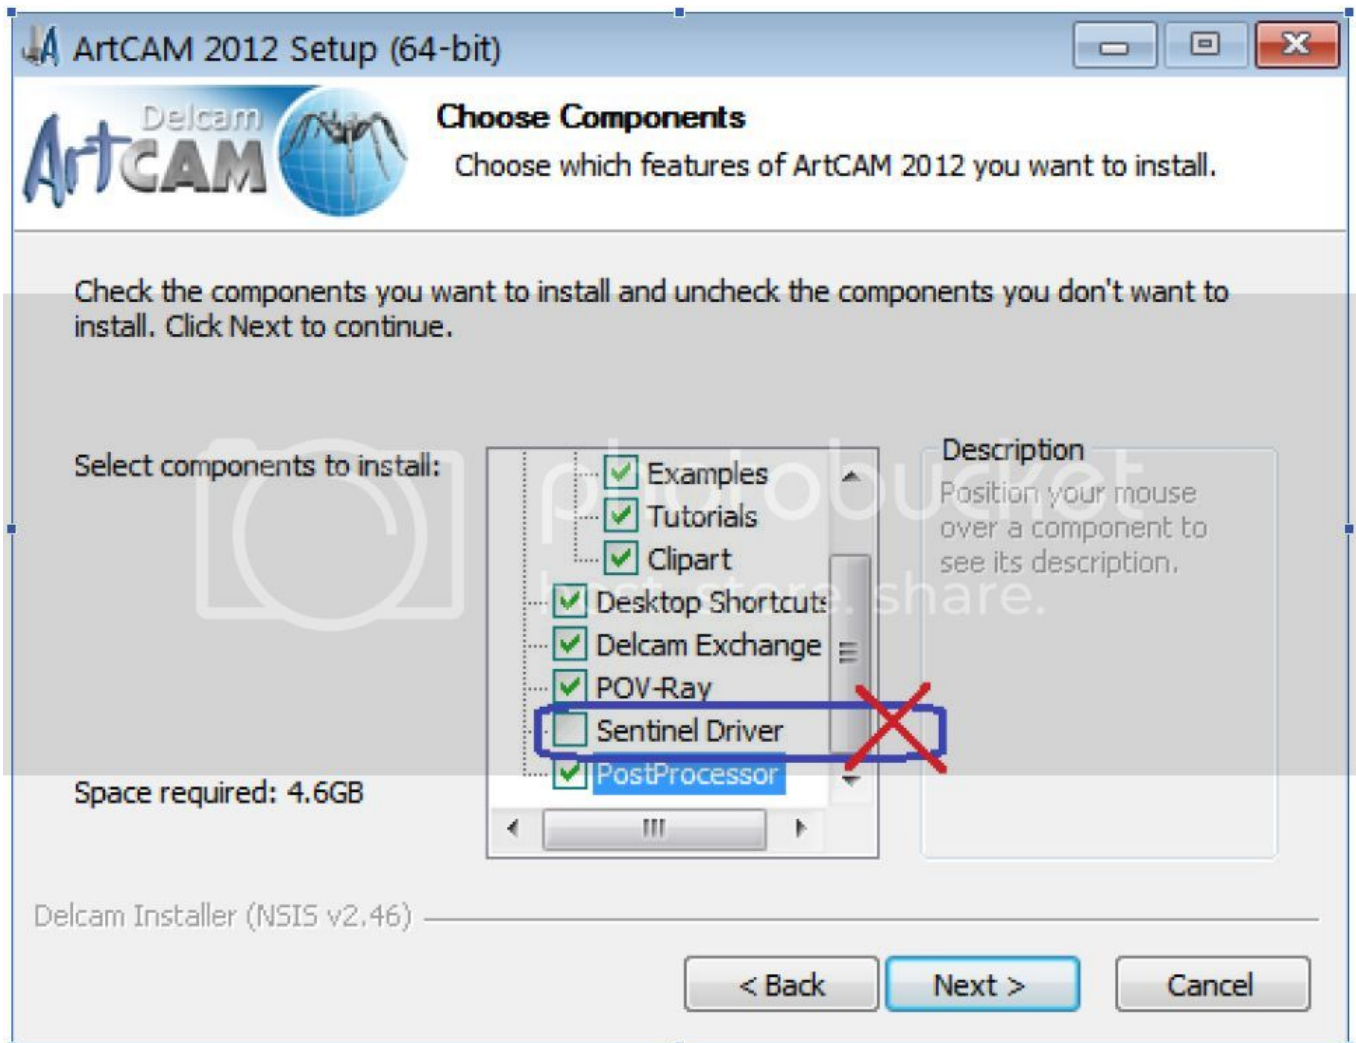 ArtCAM 2012 Setup (64-bit)
Delcam
ArtCAM
Choose Components
Choose which features of ArtCAM 2012 you want to install.
Check the components you want to install and uncheck the components you don't want to
install. Click Next to continue.
Select components to install:
Examples
Tutorials
Clipart
Desktop Shortcuts
Delcam Exchange
POV-Ray
Sentinel Driver
PostProcessor
Description
Position your mouse
over a component to
see its description.
photobucket
host. store. share.
Space required: 4.6GB
Delcam Installer (NSIS v2.46)
< Back
Next >
Cancel